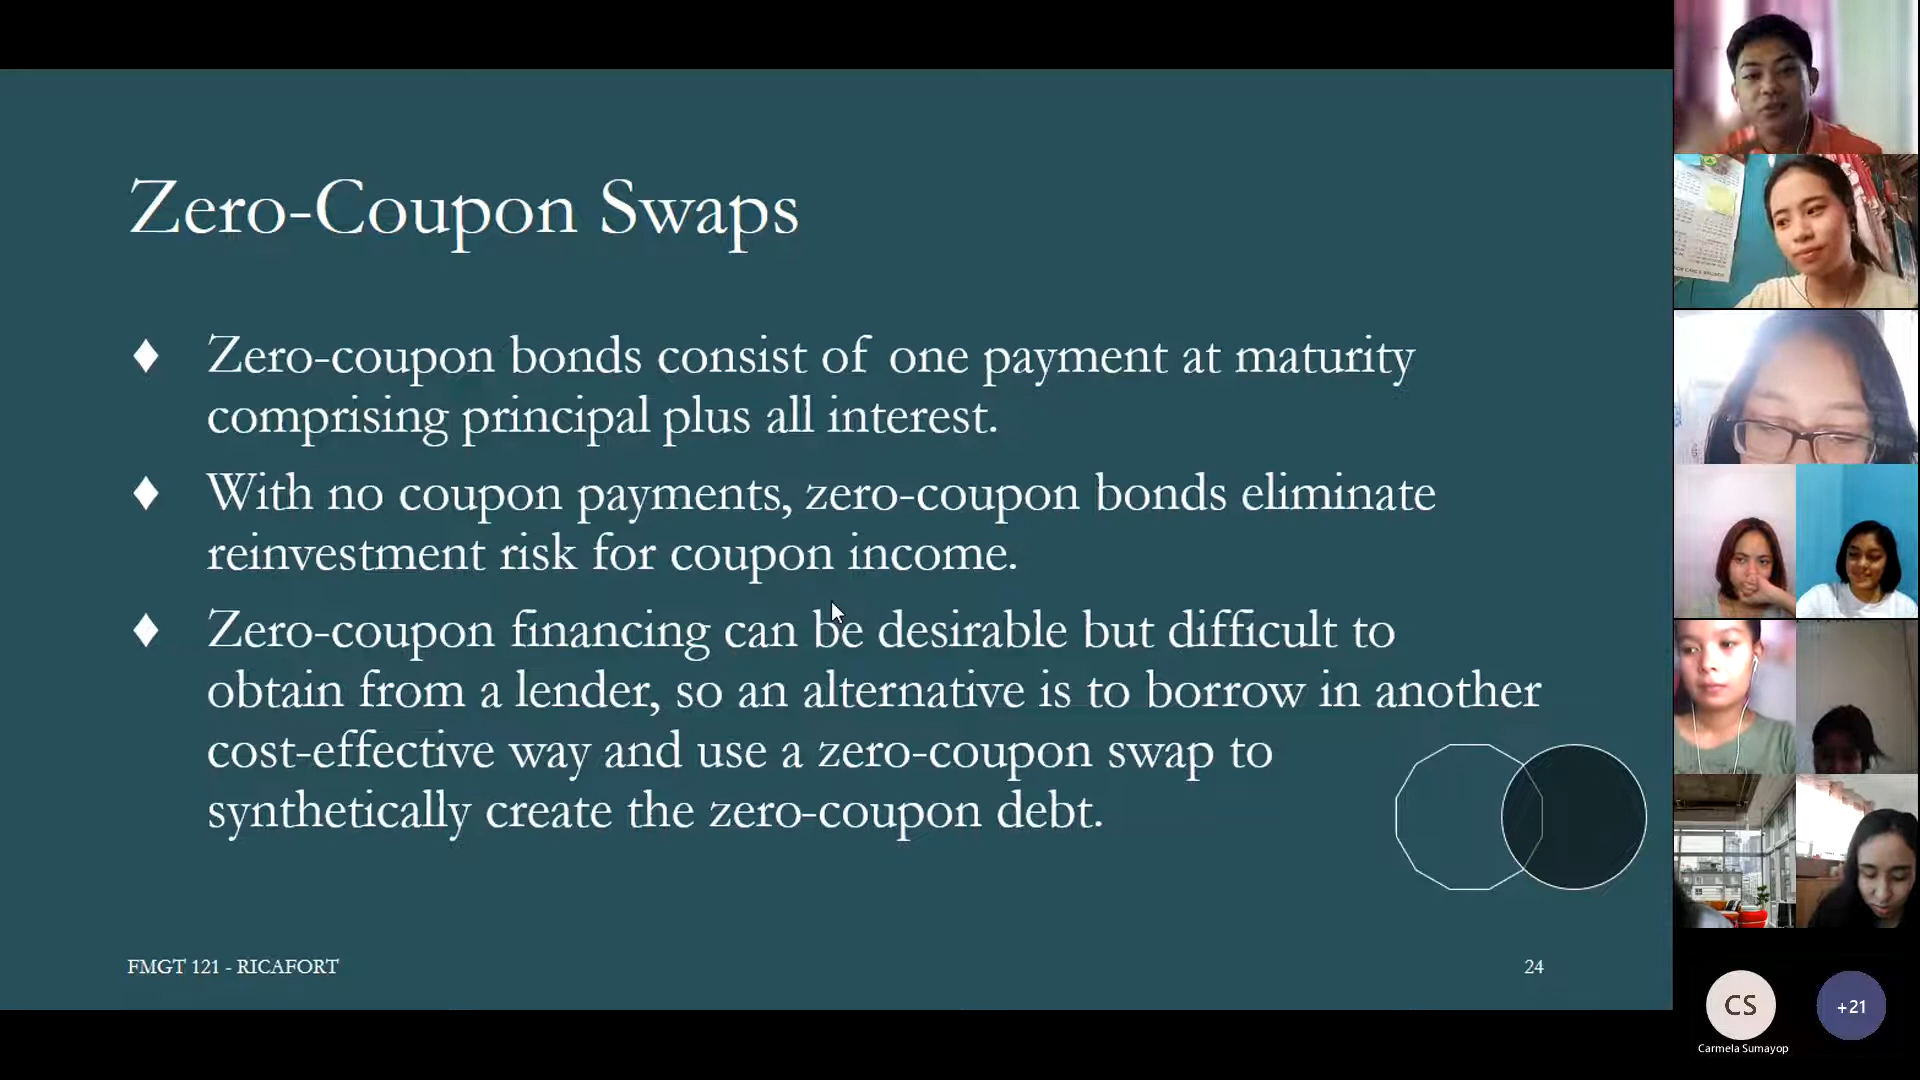 Zero-Coupon Swaps
♦ Zero-coupon bonds consist of one payment at maturity
comprising principal plus all interest.
♦ With no coupon payments, zero-coupon bonds eliminate
reinvestment risk for coupon income.
♦ Zero-coupon financing can be desirable but difficult to
obtain from a lender, so an alternative is to borrow in another
cost-effective way and use a zero-coupon swap to
synthetically create the zero-coupon debt.
FMGT 121 - RICAFORT
24
CS
+21
Carmela Sumayop